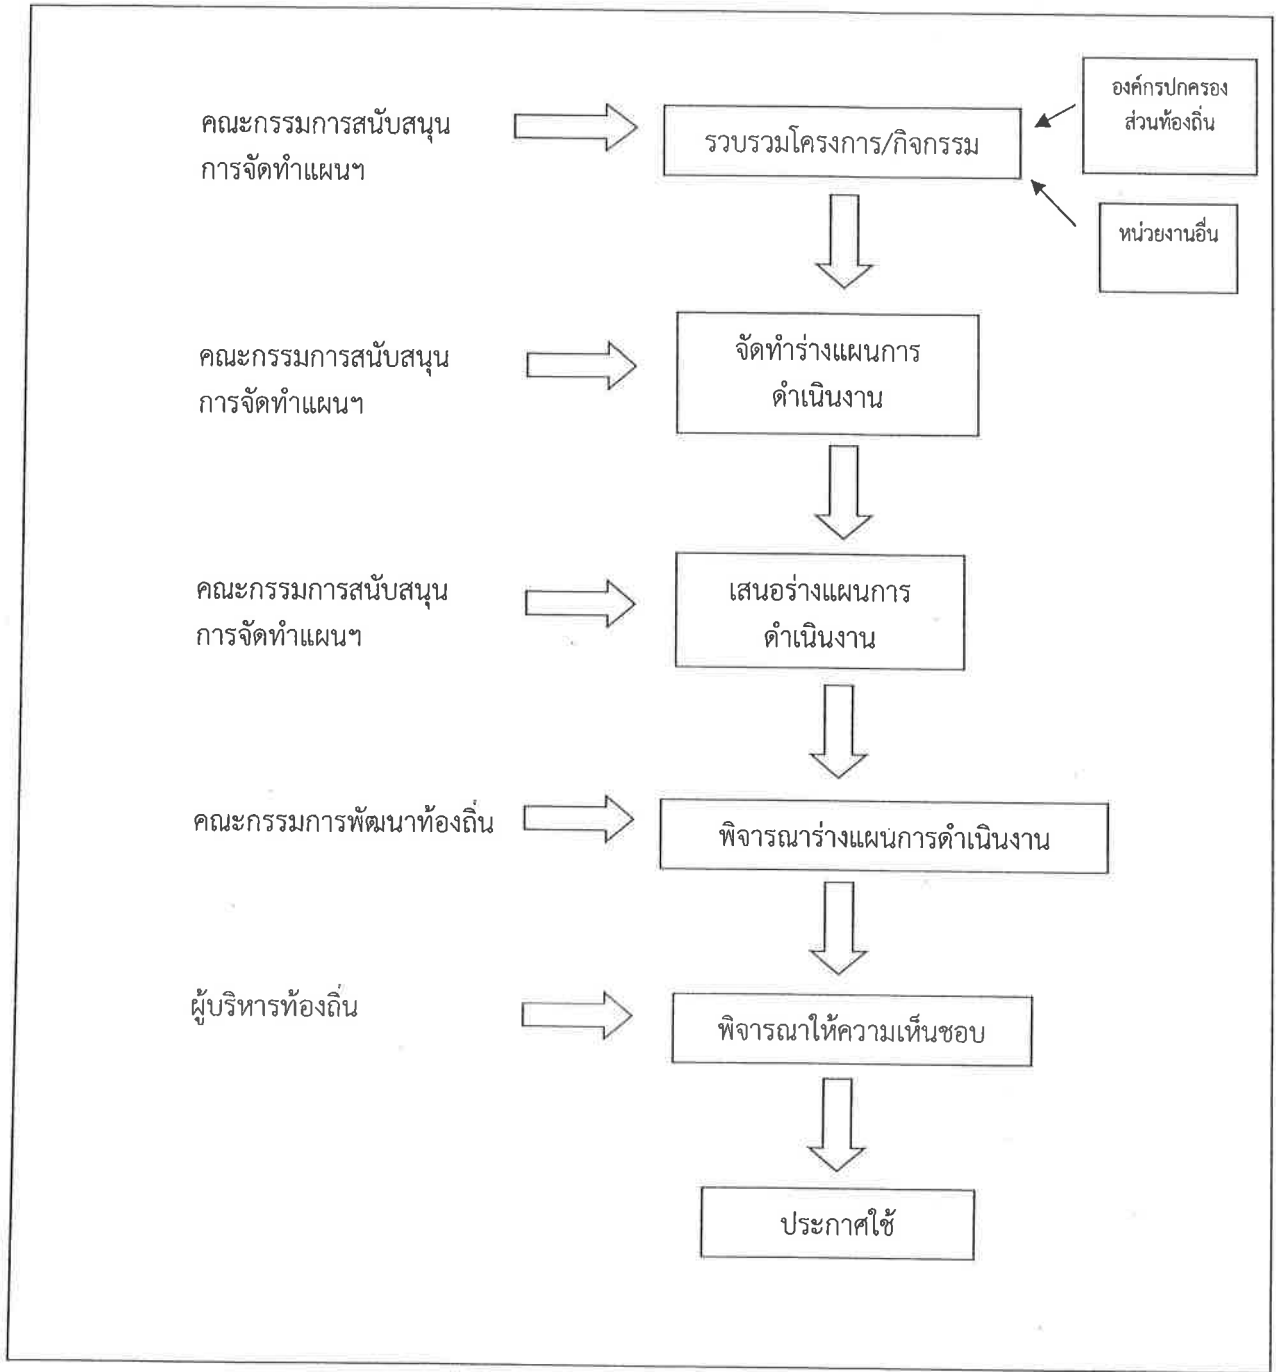 คณะกรรมการสนับสนุน
การจัดทำแผนฯ
รวบรวมโครงการ/กิจกรรม
องค์กรปกครอง
ส่วนท้องถิ่น
หน่วยงานอื่น
คณะกรรมการสนับสนุน
การจัดทำแผนฯ
จัดทำร่างแผนการ
ดำเนินงาน
คณะกรรมการสนับสนุน
การจัดทำแผนฯ
เสนอร่างแผนการ
ดำเนินงาน
คณะกรรมการพัฒนาท้องถิ่น
พิจารณาร่างแผนการดำเนินงาน
ผู้บริหารท้องถิ่น
พิจารณาให้ความเห็นชอบ
ประกาศใช้